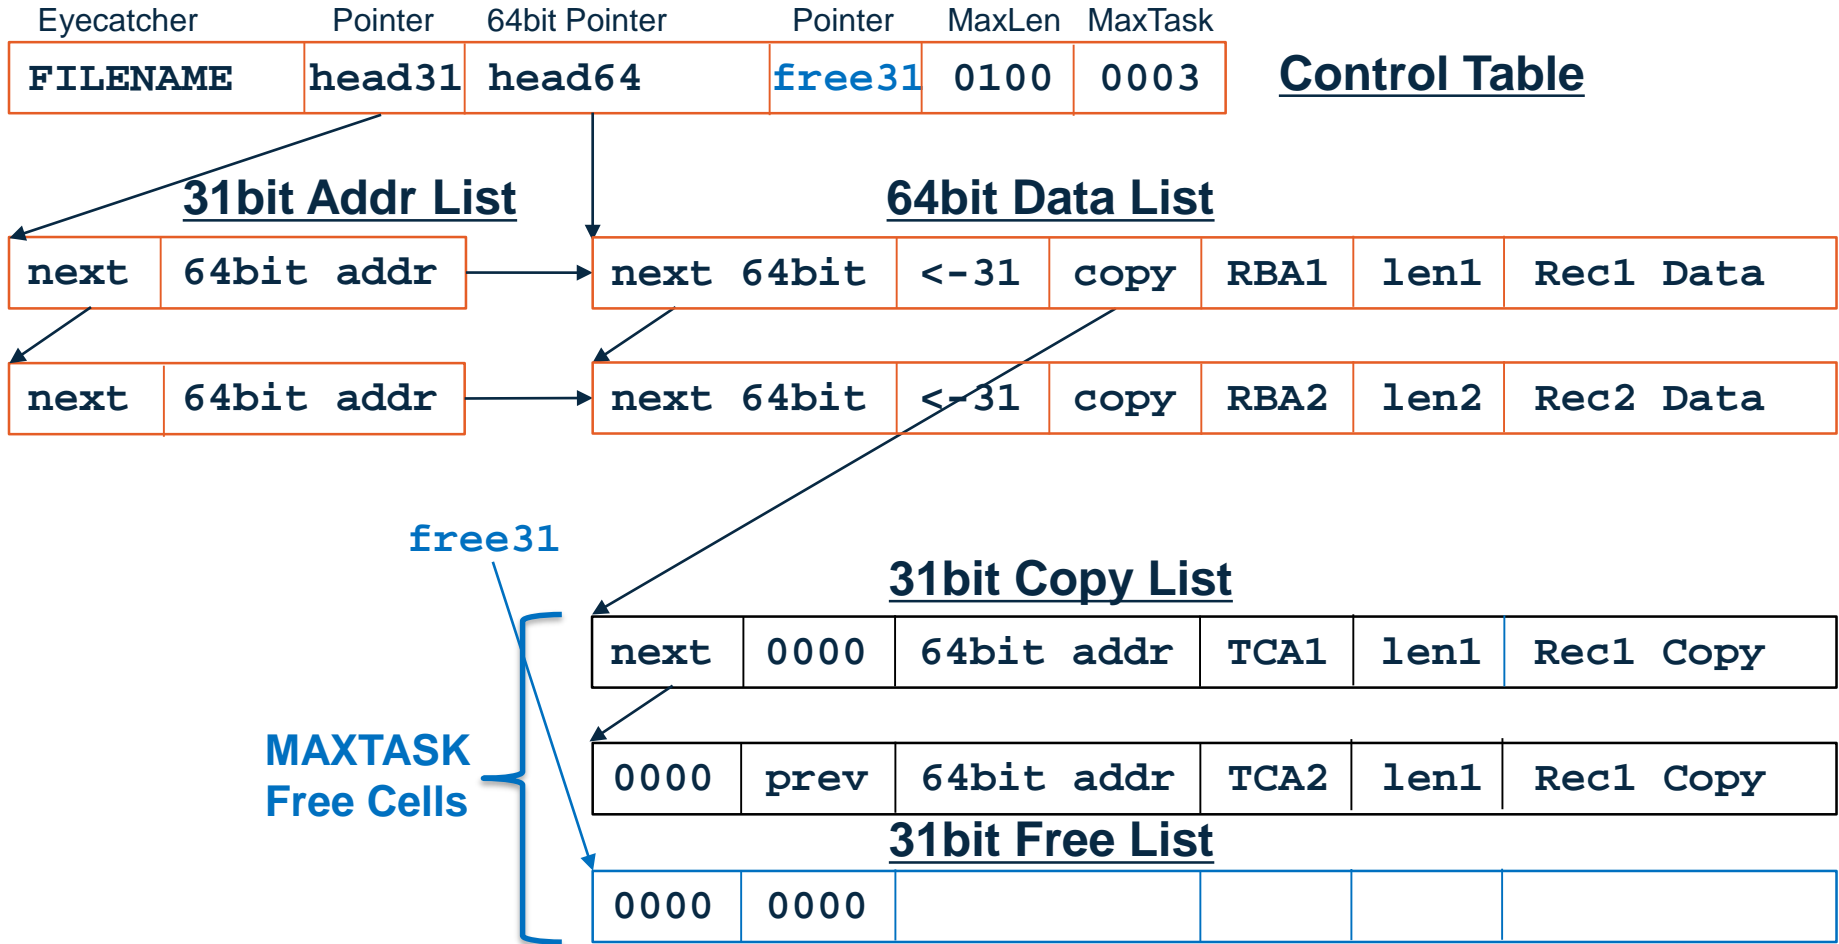 Eyecatcher Pointer 64bit Pointer Pointer MaxLen MaxTask
FILENAME head31 head64 free31 0100 0003
Control Table
31bit Addr List 64bit Data List
next 64bit addr next 64bit <-31 copy RBA1 len1 Rec1 Data
next 64bit addr next 64bit <-31 copy RBA2 len2 Rec2 Data
free31
31bit Copy List
next 0000 64bit addr TCA1 len1 Rec1 Copy
MAXTASK
Free Cells
0000 prev 64bit addr TCA2 len1 Rec1 Copy
31bit Free List
0000 0000